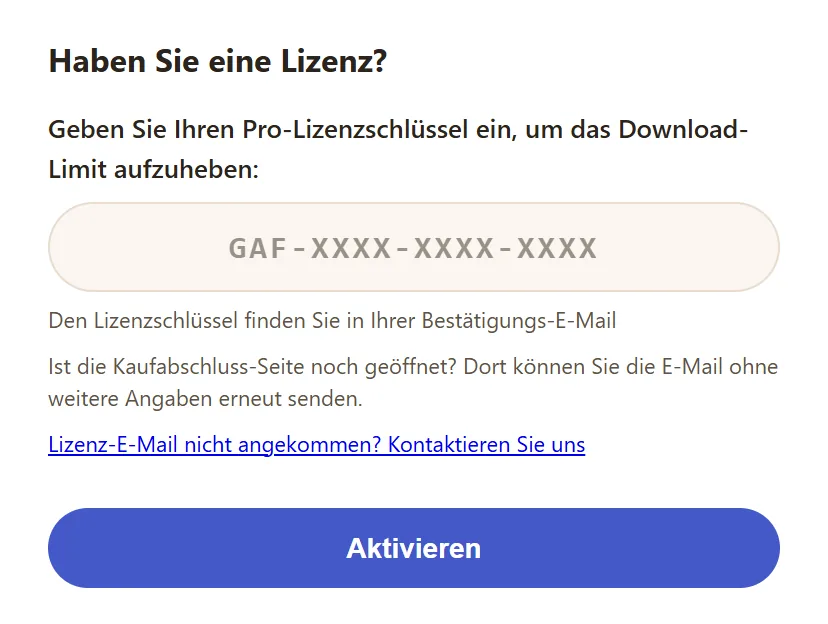 Haben Sie eine Lizenz?
Geben Sie Ihren Pro-Lizenzschlüssel ein, um das Download-
Limit aufzuheben:
GAF-XXXX-XXXX-XXXX
Den Lizenzschlüssel finden Sie in Ihrer Bestätigungs-E-Mail
Ist die Kaufabschluss-Seite noch geöffnet? Dort können Sie die E-Mail ohne
weitere Angaben erneut senden.
Lizenz-E-Mail nicht angekommen? Kontaktieren Sie uns
Aktivieren